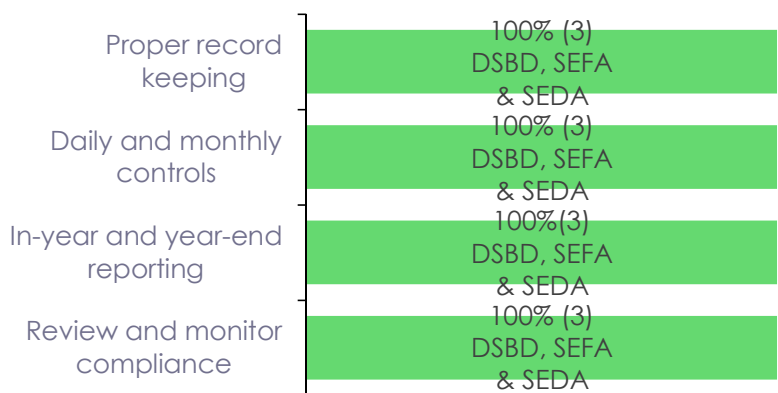 Proper record
keeping
100% (3)
DSBD, SEFA
& SEDA
Daily and monthly
controls
100% (3)
DSBD, SEFA
& SEDA
In-year and year-end
reporting
100%(3)
DSBD, SEFA
& SEDA
Review and monitor
compliance
100% (3)
DSBD, SEFA
& SEDA